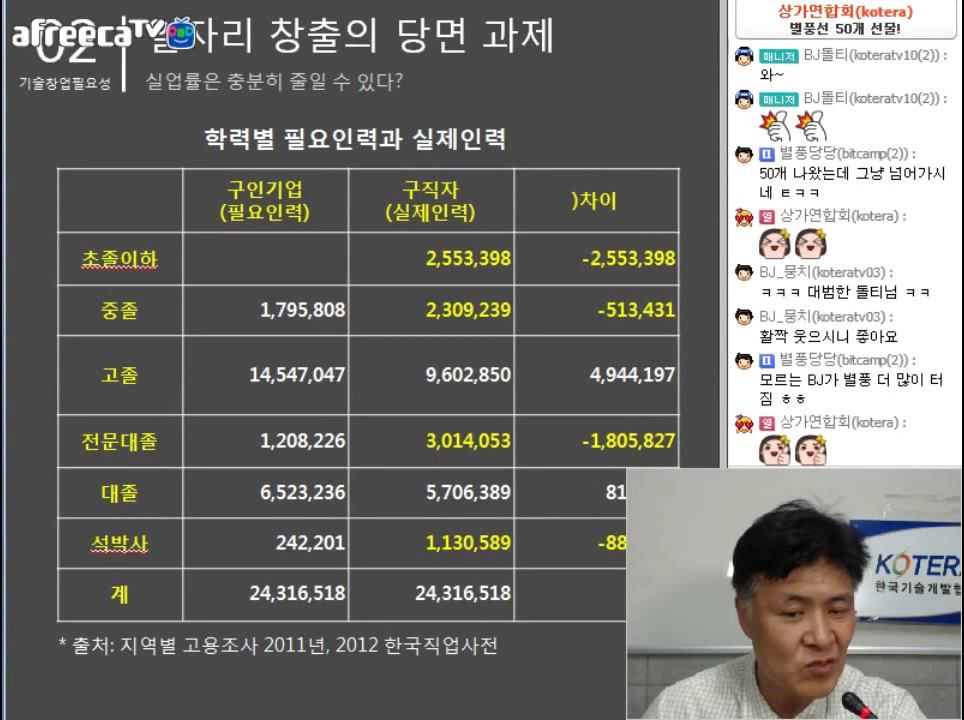 afreecaTV
02
일자리 창출의 당면 과제
기술창업필요성
실업률은 충분히 줄일 수 있다?
학력별 필요인력과 실제인력
구인기업 (필요인력) 구직자 (실제인력) )차이
초졸이하 2,553,398 -2,553,398
중졸 1,795,808 2,309,239 -513,431
고졸 14,547,047 9,602,850 4,944,197
전문대졸 1,208,226 3,014,053 -1,805,827
대졸 6,523,236 5,706,389 81
석박사 242,201 1,130,589 -88
계 24,316,518 24,316,518
* 출처: 지역별 고용조사 2011년, 2012 한국직업사전
상가연합회(kotera)
별풍선 50개 선물!
매니저 BJ돌티(koteratv10(2)) :
와~
매니저 BJ돌티(koteratv10(2)) :
별풍당당(bitcamp(2)) :
50개 나왔는데 그냥 넘어가시
네 ㅌㅋㅋ
열 상가연합회(kotera) :
BJ_뭉치(koteratv03) :
ㅋㅋㅋ 대범한 돌티넘 ㅋㅋ
BJ_뭉치(koteratv03) :
활짝 웃으시니 좋아요
별풍당당(bitcamp(2)) :
모르는 BJ가 별풍 더 많이 터
짐 ㅎㅎ
열 상가연합회(kotera) :
KOTERA
한국기술개발협